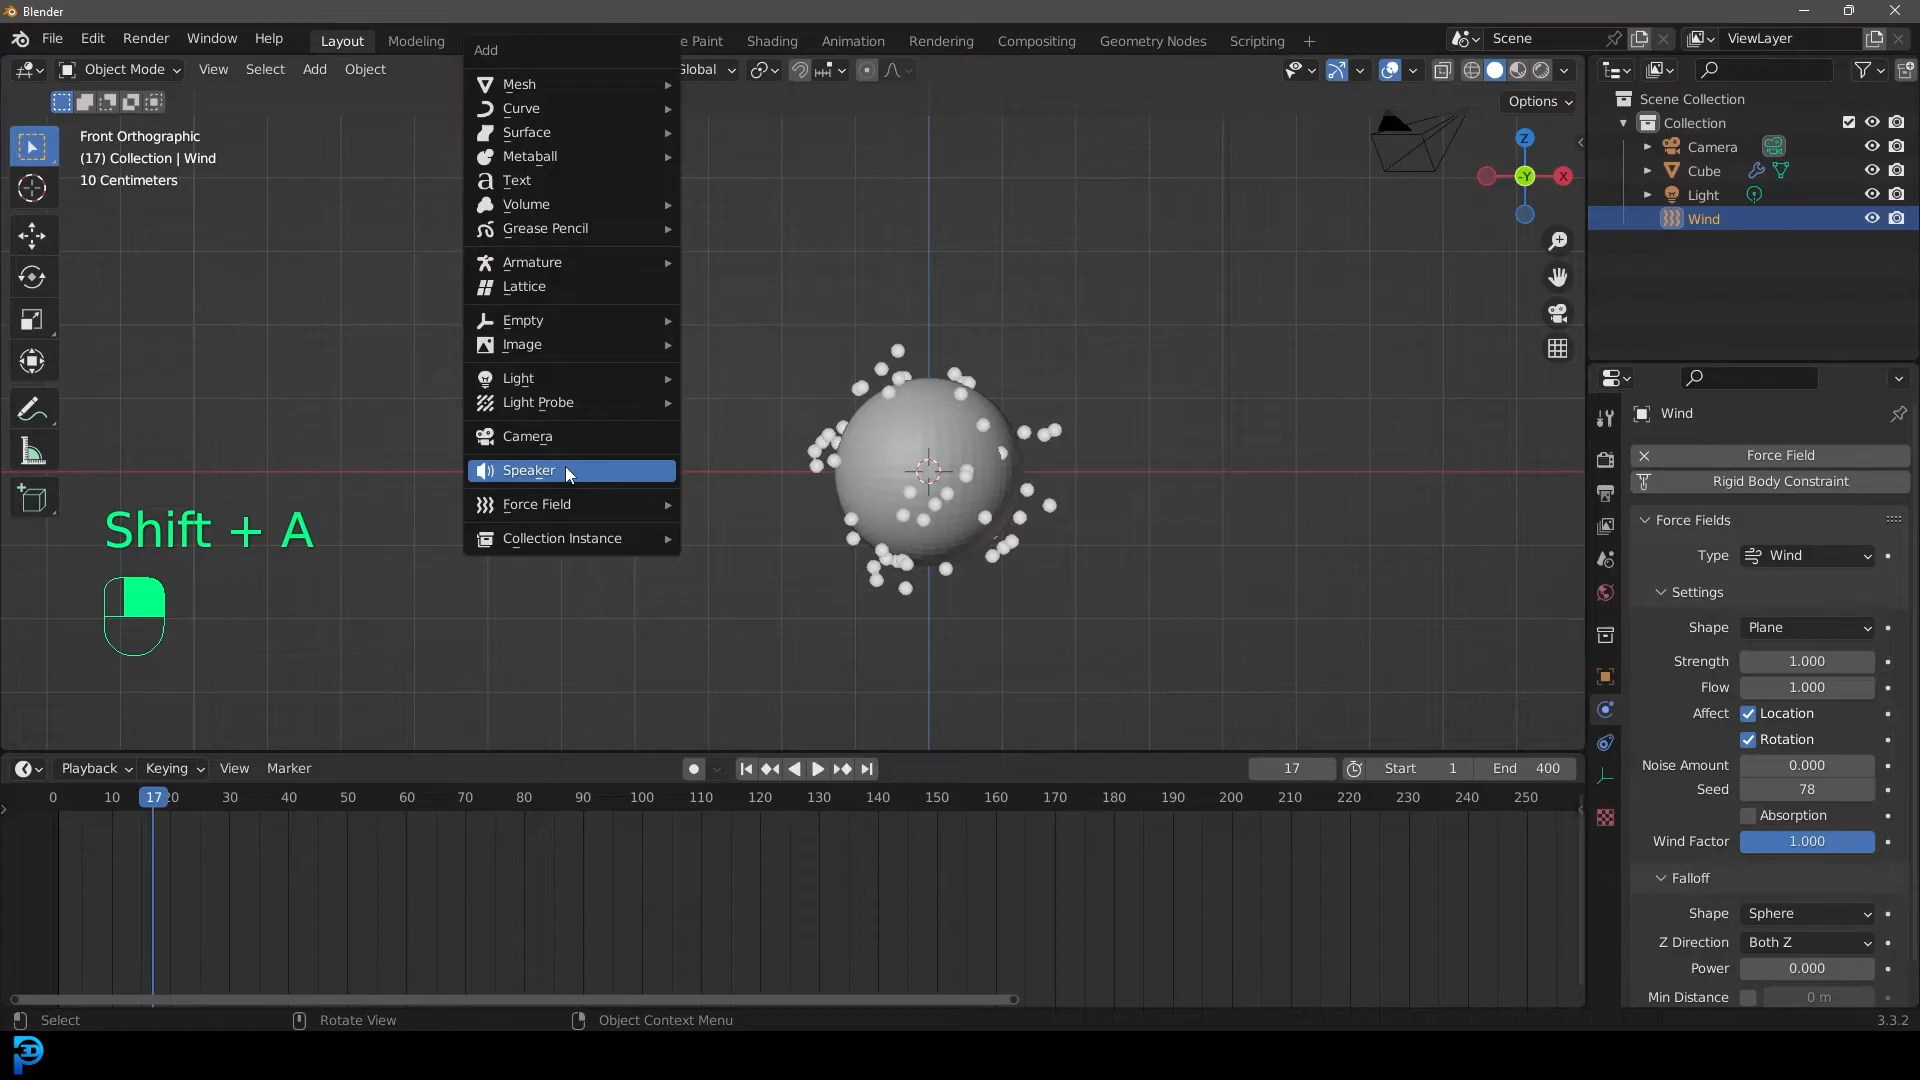 Blender
File Edit Render Window Help
Layout Modeling e Paint Shading Animation Rendering Compositing Geometry Nodes Scripting
Scene
ViewLayer
Object Mode View Select Add Object
Global
Options
Front Orthographic
(17) Collection | Wind
10 Centimeters
Add
Mesh
Curve
Surface
Metaball
Text
Volume
Grease Pencil
Armature
Lattice
Empty
Image
Light
Light Probe
Camera
Speaker
Force Field
Collection Instance
Shift + A
Z
-Y
X
Scene Collection
Collection
Camera
Cube
Light
Wind
Wind
Force Field
Rigid Body Constraint
Force Fields
Type Wind
Settings
Shape Plane
Strength 1.000
Flow 1.000
Affect Location
Rotation
Noise Amount 0.000
Seed 78
Absorption
Wind Factor 1.000
Falloff
Shape Sphere
Z Direction Both Z
Power 0.000
Min Distance 0 m
Playback Keying View Marker
17 Start 1 End 400
0 10 17 20 30 40 50 60 70 80 90 100 110 120 130 140 150 160 170 180 190 200 210 220 230 240 250
Select Rotate View Object Context Menu
3.3.2